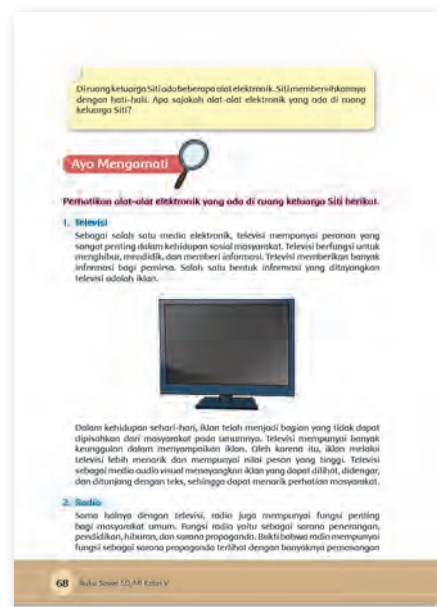 Di ruang keluarga Siti ada beberapa alat elektronik. Siti membersihkannya
dengan hati-hati. Apa sajakah alat-alat elektronik yang ada di ruang
keluarga Siti?
Ayo Mengamati
Perhatikan alat-alat elektronik yang ada di ruang keluarga Siti berikut.
1. Televisi
Sebagai salah satu media elektronik, televisi mempunyai peranan yang
sangat penting dalam kehidupan sosial masyarakat. Televisi berfungsi untuk
menghibur, mendidik, dan memberi informasi. Televisi memberikan banyak
informasi bagi pemirsa. Salah satu bentuk informasi yang ditayangkan
televisi adalah iklan.
Dalam kehidupan sehari-hari, iklan telah menjadi bagian yang tidak dapat
dipisahkan dari masyarakat pada umumnya. Televisi mempunyai banyak
keunggulan dalam menyampaikan iklan. Oleh karena itu, iklan melalui
televisi lebih menarik dan mempunyai nilai pesan yang tinggi. Televisi
sebagai media audio visual menayangkan iklan yang dapat dilihat, didengar,
dan ditunjang dengan teks, sehingga dapat menarik perhatian masyarakat.
2. Radio
Sama halnya dengan televisi, radio juga mempunyai fungsi penting
bagi masyarakat umum. Fungsi radio yaitu sebagai sarana penerangan,
pendidikan, hiburan, dan sarana propaganda. Bukti bahwa radio mempunyai
fungsi sebagai sarana propaganda terlihat dengan banyaknya pemasangan
68 Buku Siswa SD/MI Kelas V